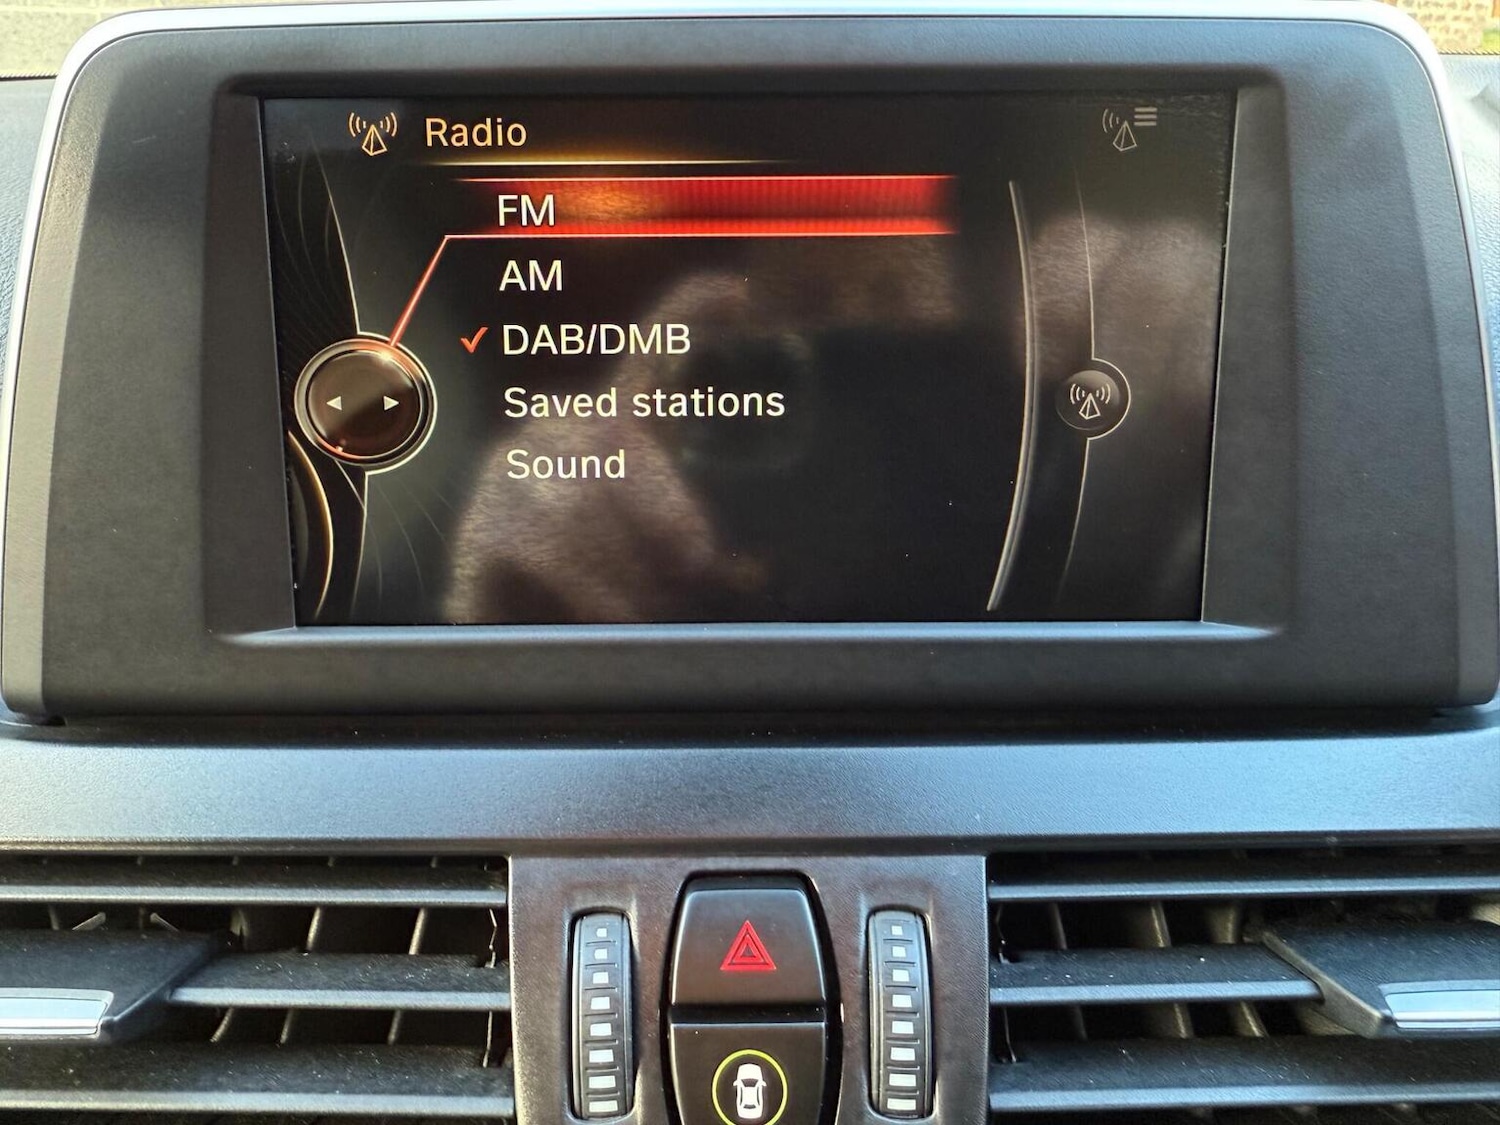 Radio
FM
AM
DAB/DMB
Saved stations
Sound